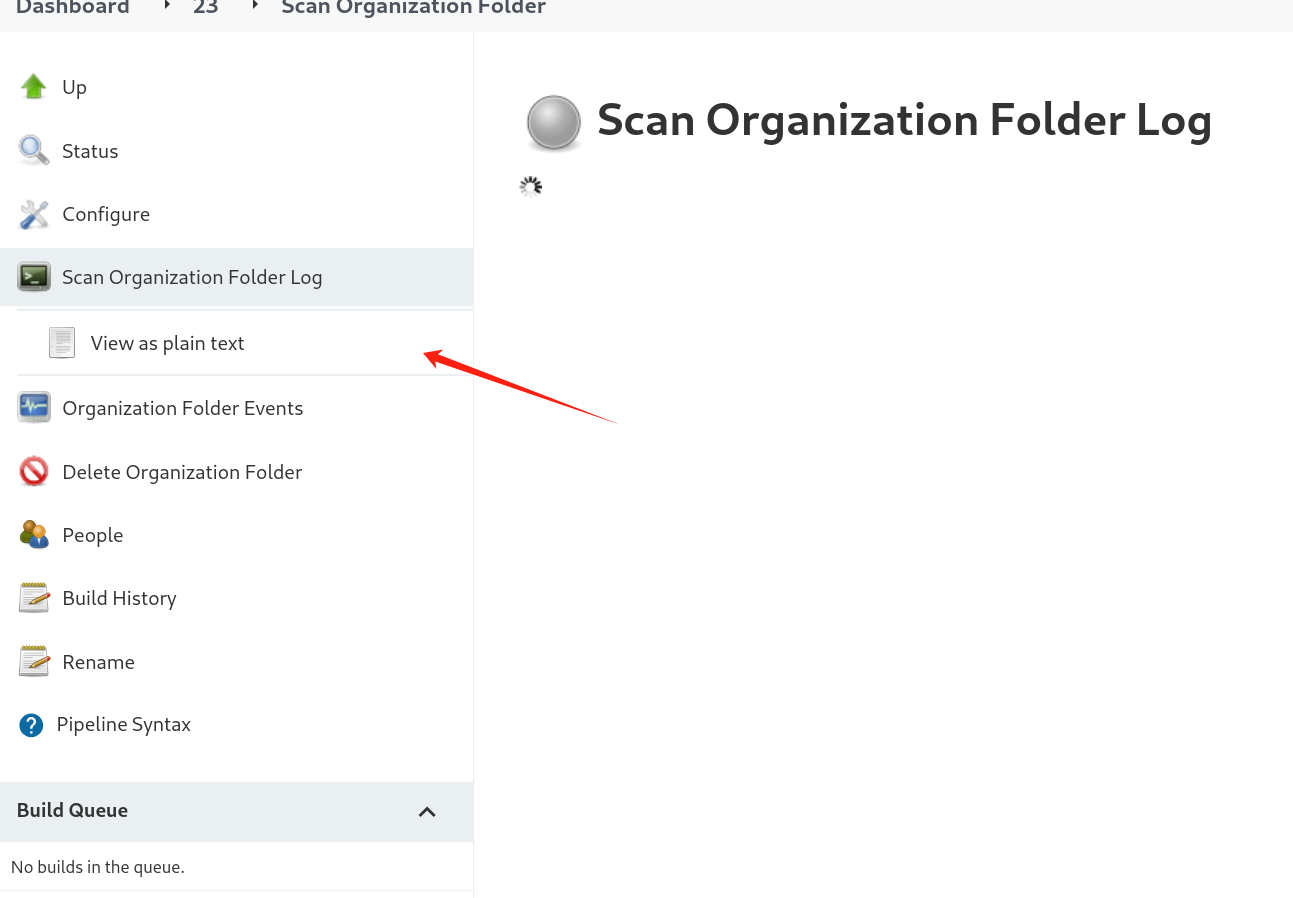 Dashboard 23 Scan Organization Folder
Up
Status
Configure
Scan Organization Folder Log
View as plain text
Organization Folder Events
Delete Organization Folder
People
Build History
Rename
Pipeline Syntax
Build Queue
No builds in the queue.
Scan Organization Folder Log